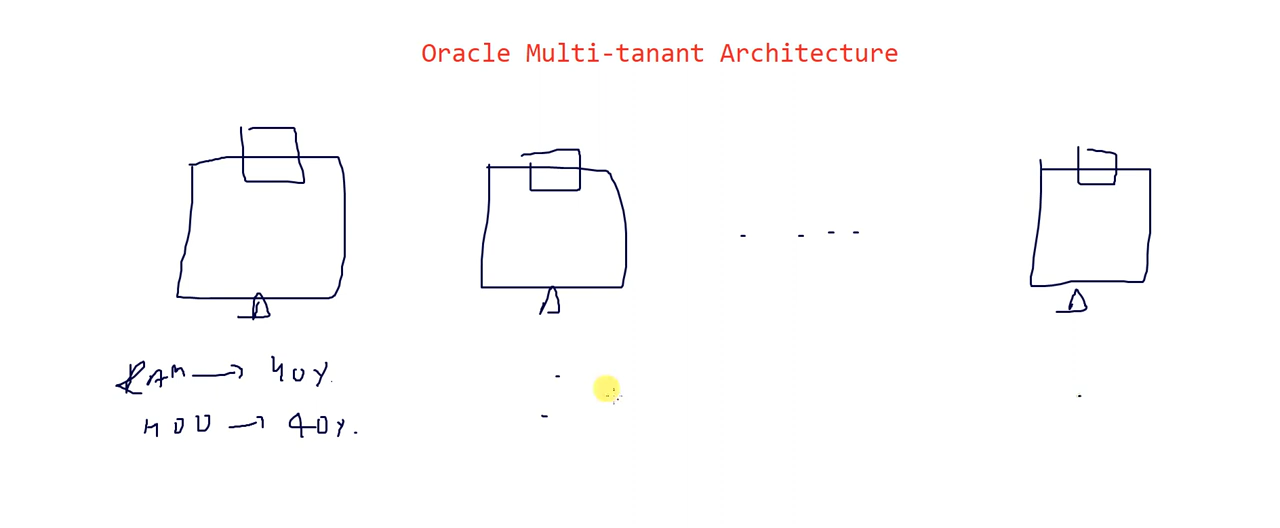 Oracle Multi-tanant Architecture
RAM → 40%
HDD → 40%.